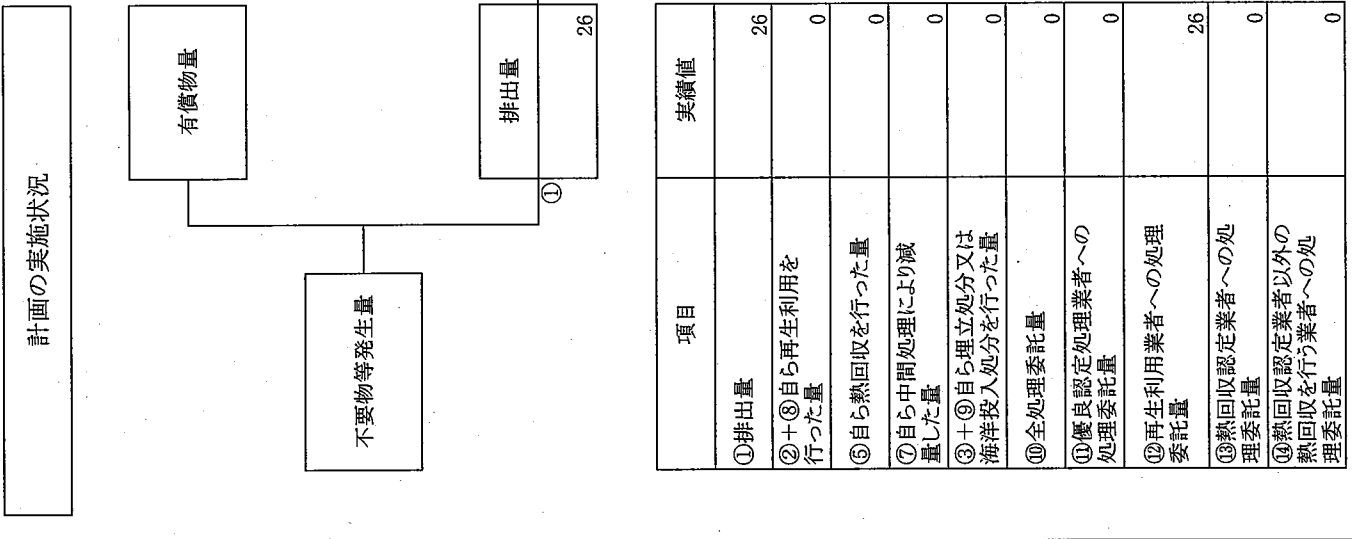 計画の実施状況
有償物量
不要物等発生量
排出量
①
26
項目
実績値
①排出量
26
②+⑧自ら再生利用を
行った量
0
⑤自ら熱回収を行った量
0
⑦自ら中間処理により減
量した量
0
③+⑨自ら埋立処分又は
海洋投入処分を行った量
0
⑩全処理委託量
0
⑪優良認定処理業者への
処理委託量
0
⑫再生利用業者への処理
委託量
26
⑬熱回収認定業者への処
理委託量
0
⑭熱回収認定業者以外の
熱回収を行う業者への処
理委託量
0